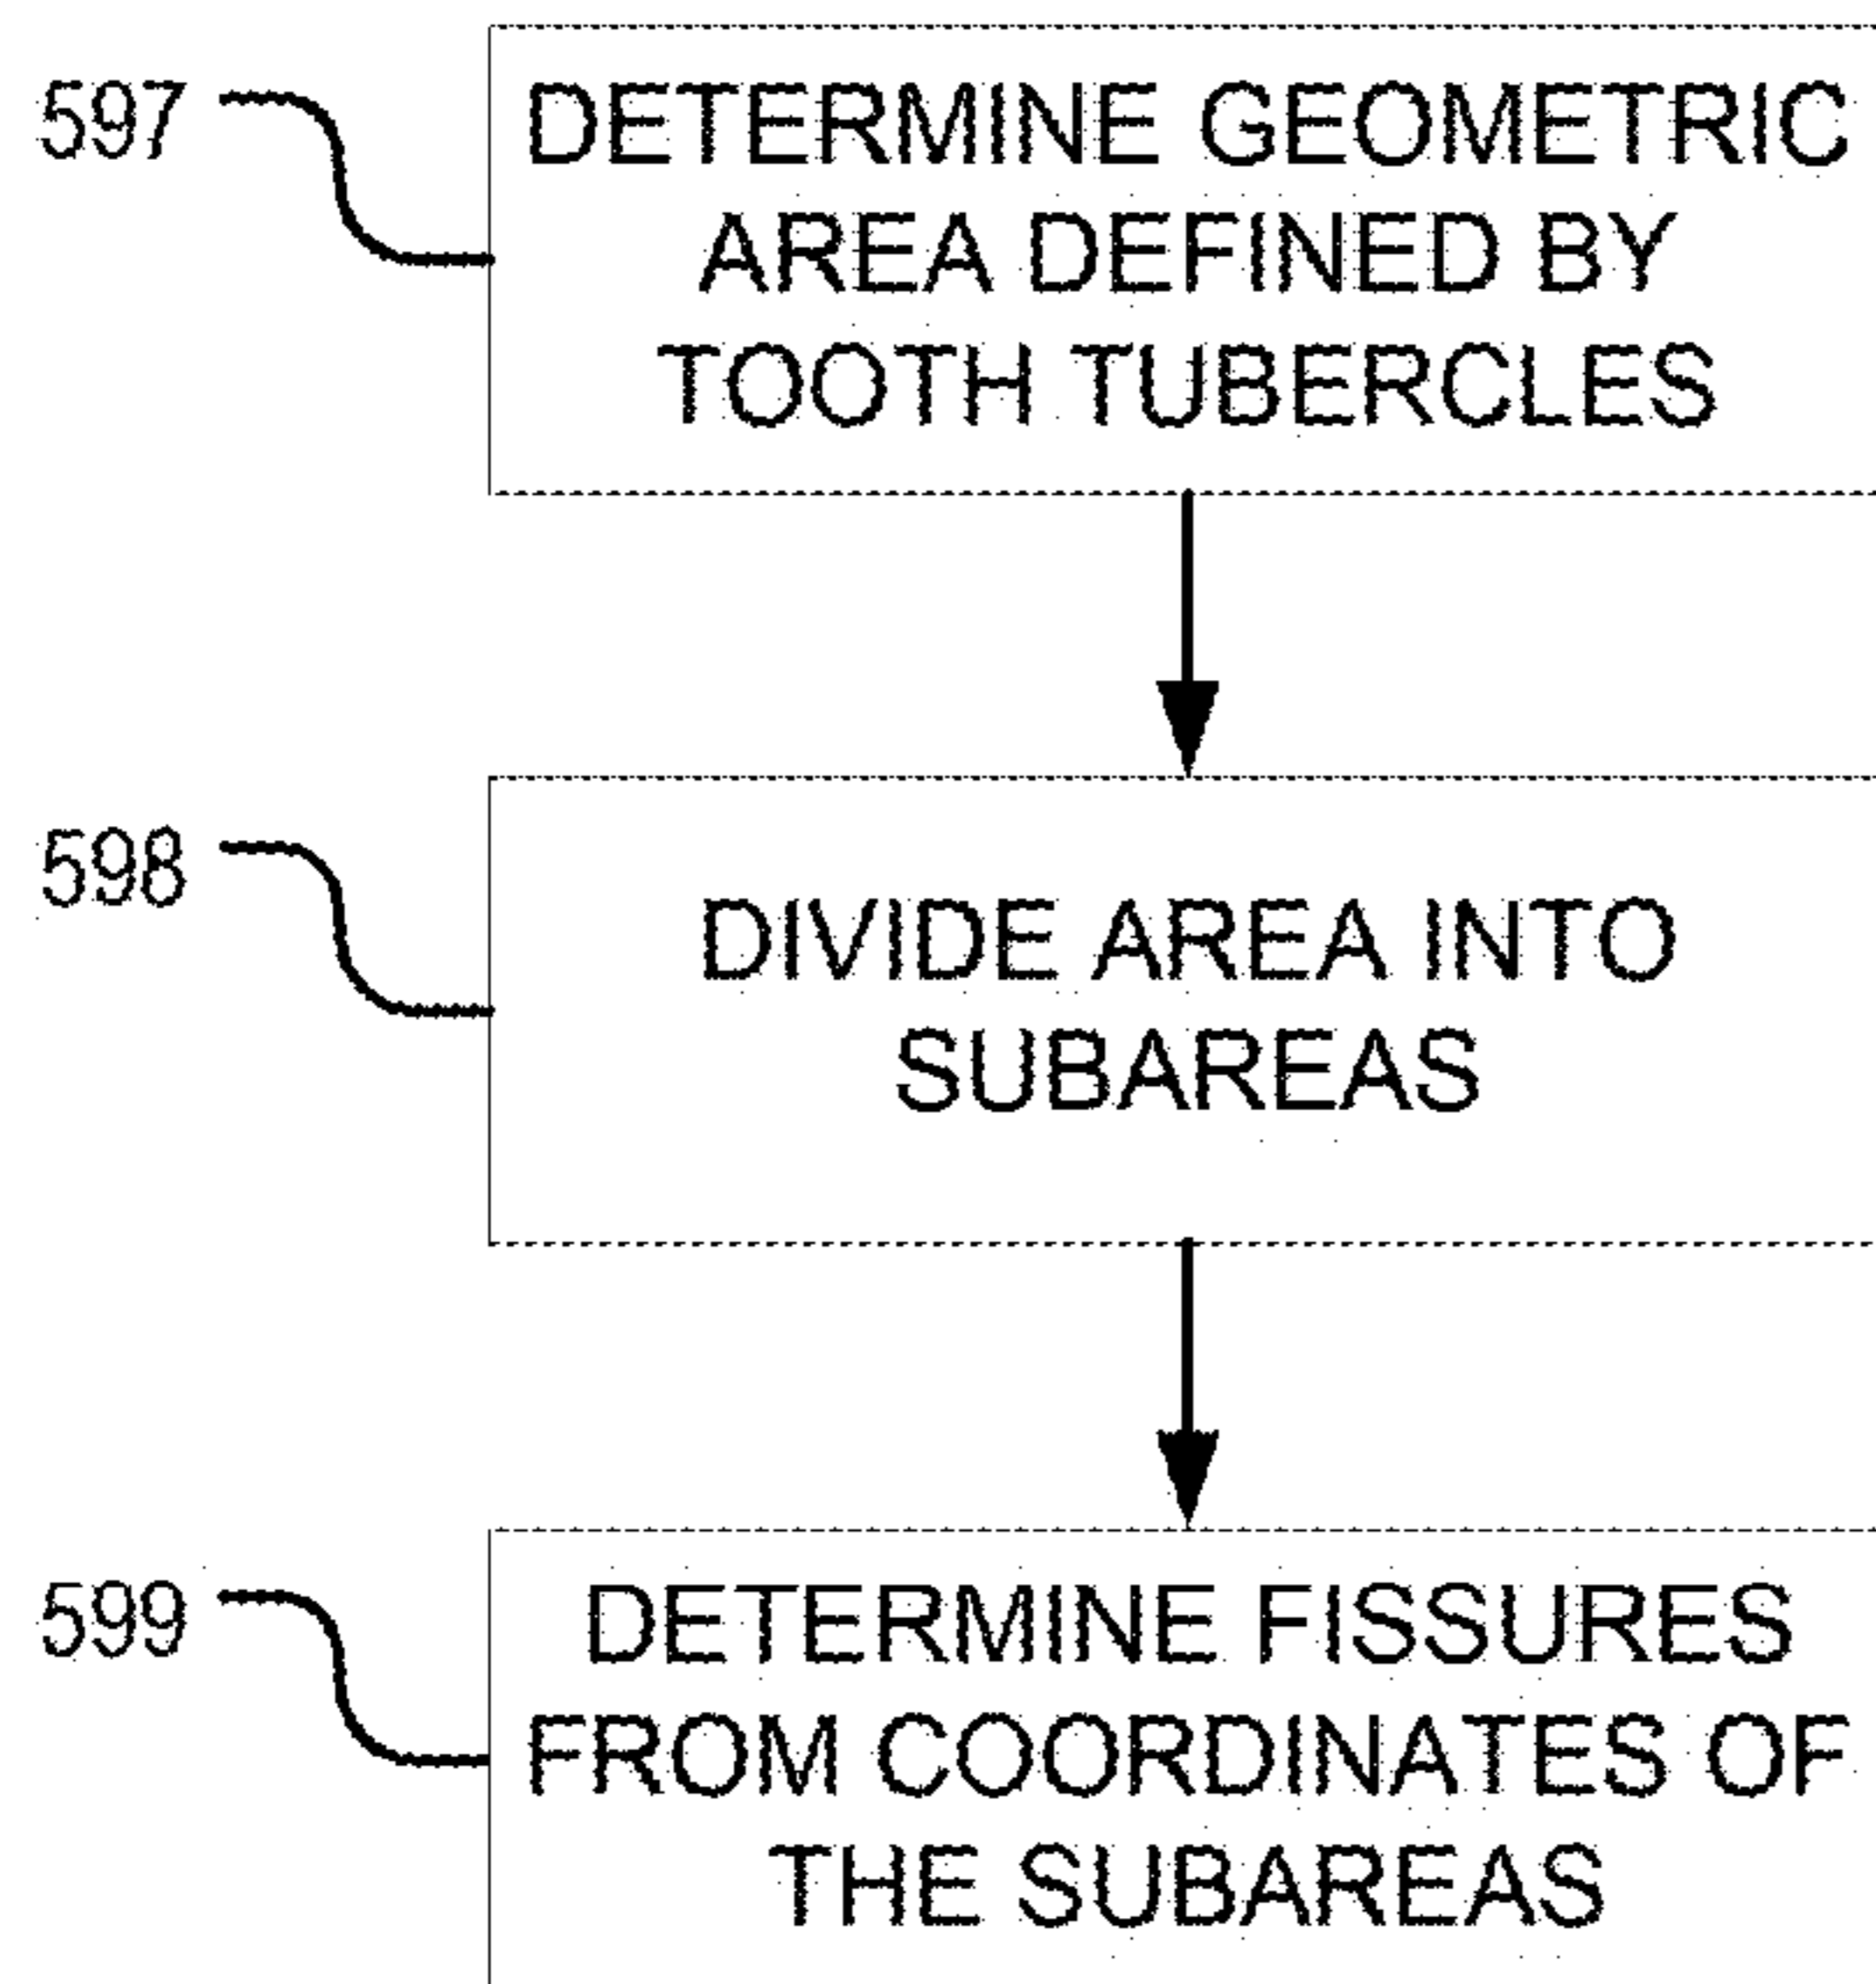 597
DETERMINE GEOMETRIC
AREA DEFINED BY
TOOTH TUBERCLES
598
DIVIDE AREA INTO
SUBAREAS
599
DETERMINE FISSURES
FROM COORDINATES OF
THE SUBAREAS